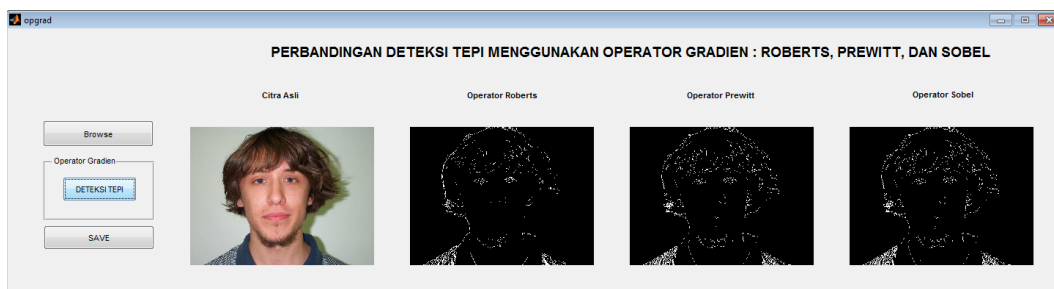 opgrad
PERBANDINGAN DETEKSI TEPI MENGGUNAKAN OPERATOR GRADIEN : ROBERTS, PREWITT, DAN SOBEL
Citra Asli
Operator Roberts
Operator Prewitt
Operator Sobel
Browse
Operator Gradien
DETEKSI TEPI
SAVE